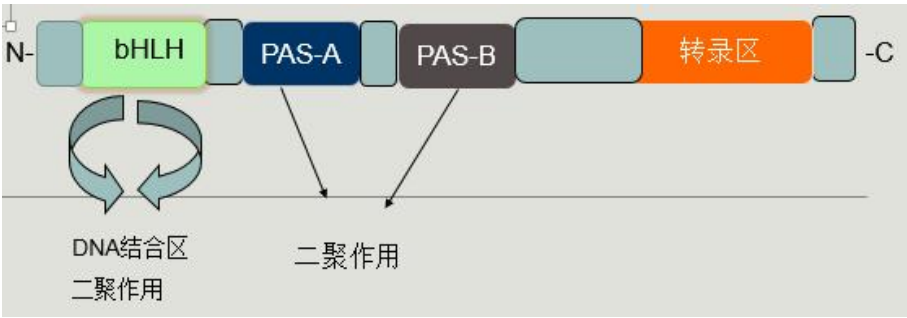 N-
bHLH
PAS-A
PAS-B
转录区
-C
DNA结合区
二聚作用
二聚作用